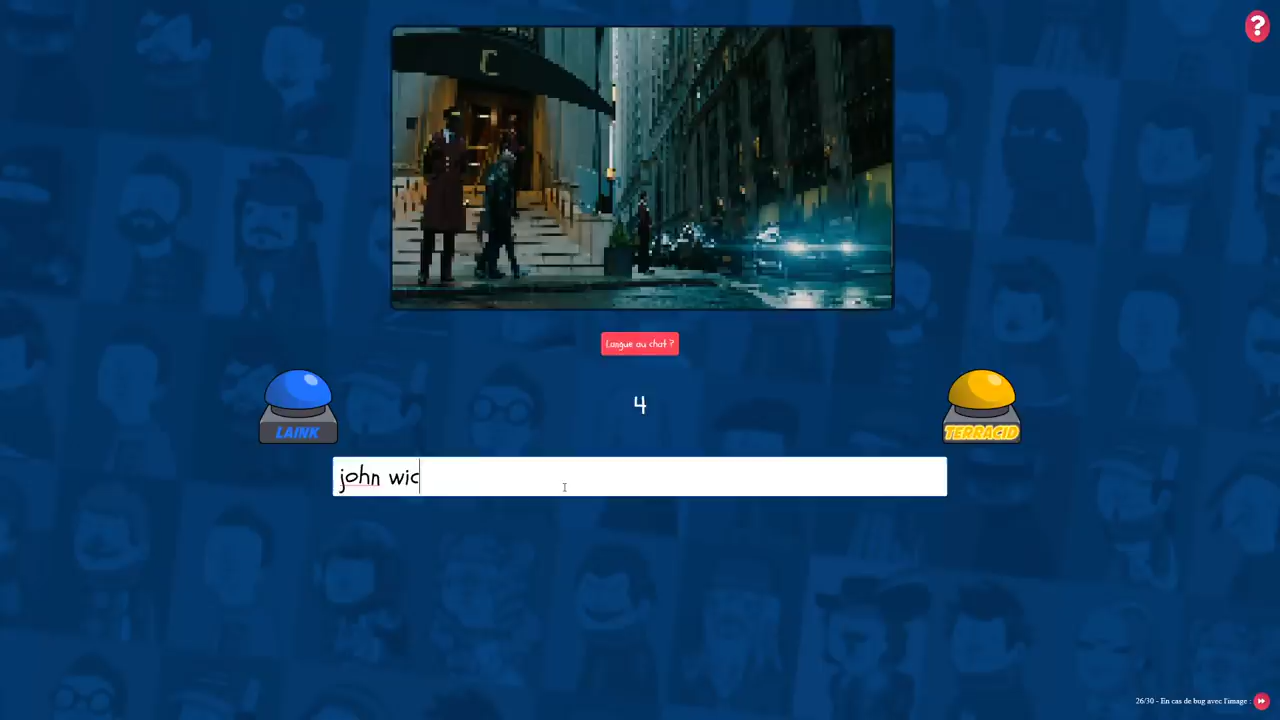 ?
C
Langue au chat ?
4
LAINK
TERRACID
john wic
26/30 - En cas de bug avec l'image :